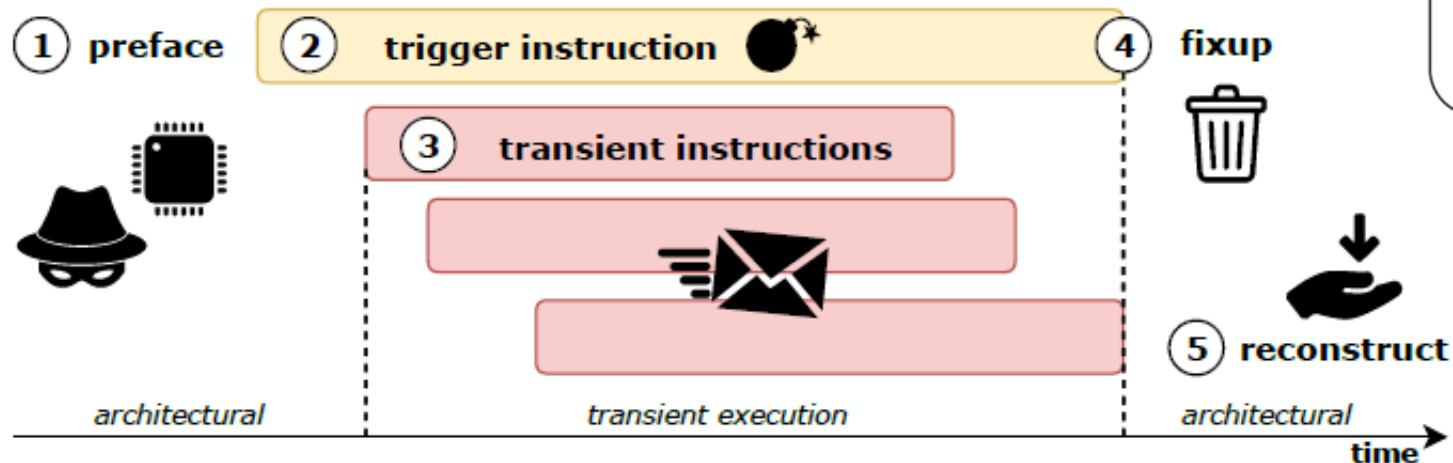 1 preface
2 trigger instruction
4 fixup
3 transient instructions
5 reconstruct
architectural
transient execution
architectural
time